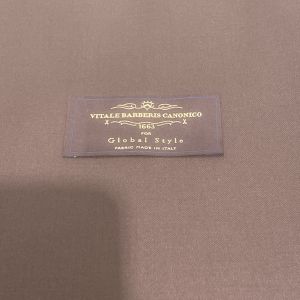 VITALE BARBERIS CANONICO
1663
FOR
Global Style
FABRIC MADE IN ITALY